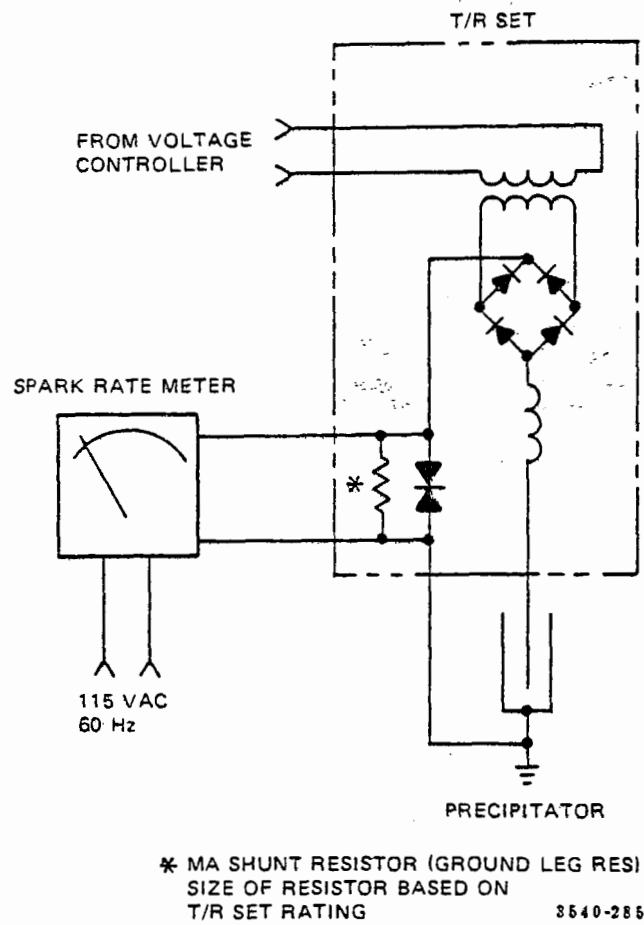 T/R SET
FROM VOLTAGE
CONTROLLER
SPARK RATE METER
*
115 VAC
60 Hz
PRECIPITATOR
* MA SHUNT RESISTOR (GROUND LEG RES)
SIZE OF RESISTOR BASED ON
T/R SET RATING
3540-285